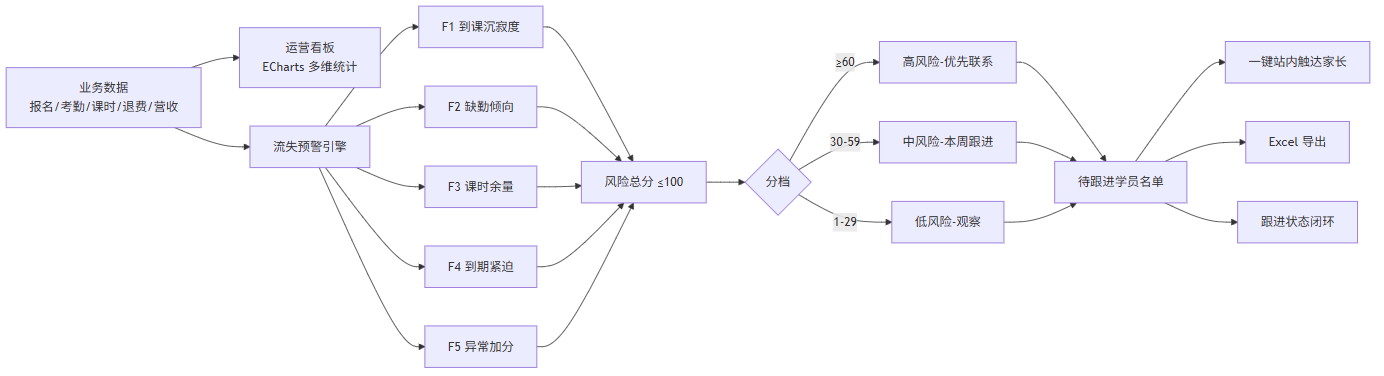 业务数据
报名/考勤/课时/退费/营收
运营看板
ECharts 多维统计
流失预警引擎
F1 到课沉寂度
F2 缺勤倾向
F3 课时余量
F4 到期紧迫
F5 异常加分
风险总分 ≤100
分档
≥60
30-59
1-29
高风险-优先联系
中风险-本周跟进
低风险-观察
待跟进学员名单
一键站内触达家长
Excel 导出
跟进状态闭环